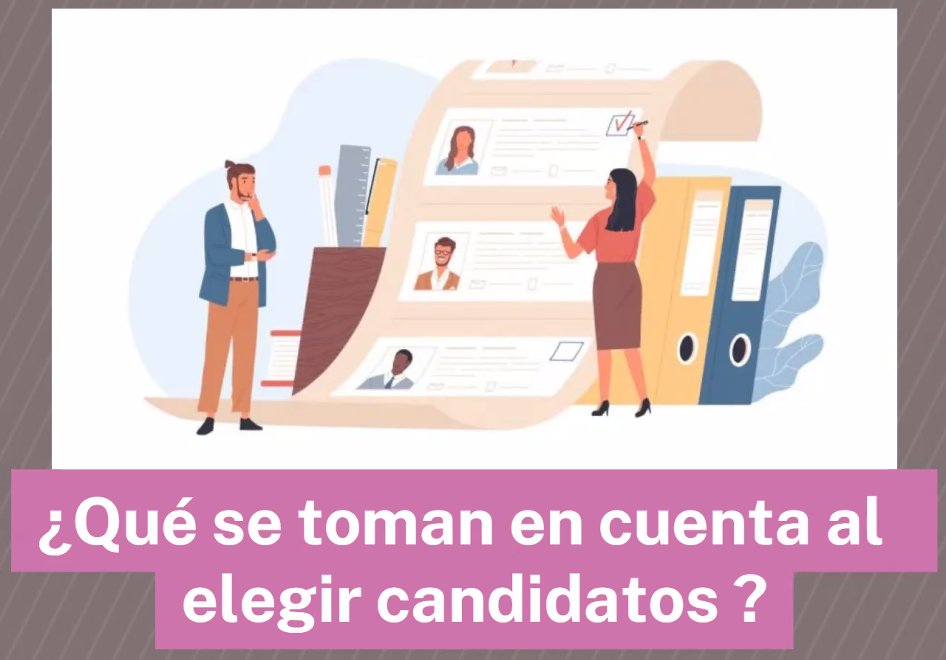 ¿Qué se toman en cuenta al
elegir candidatos ?